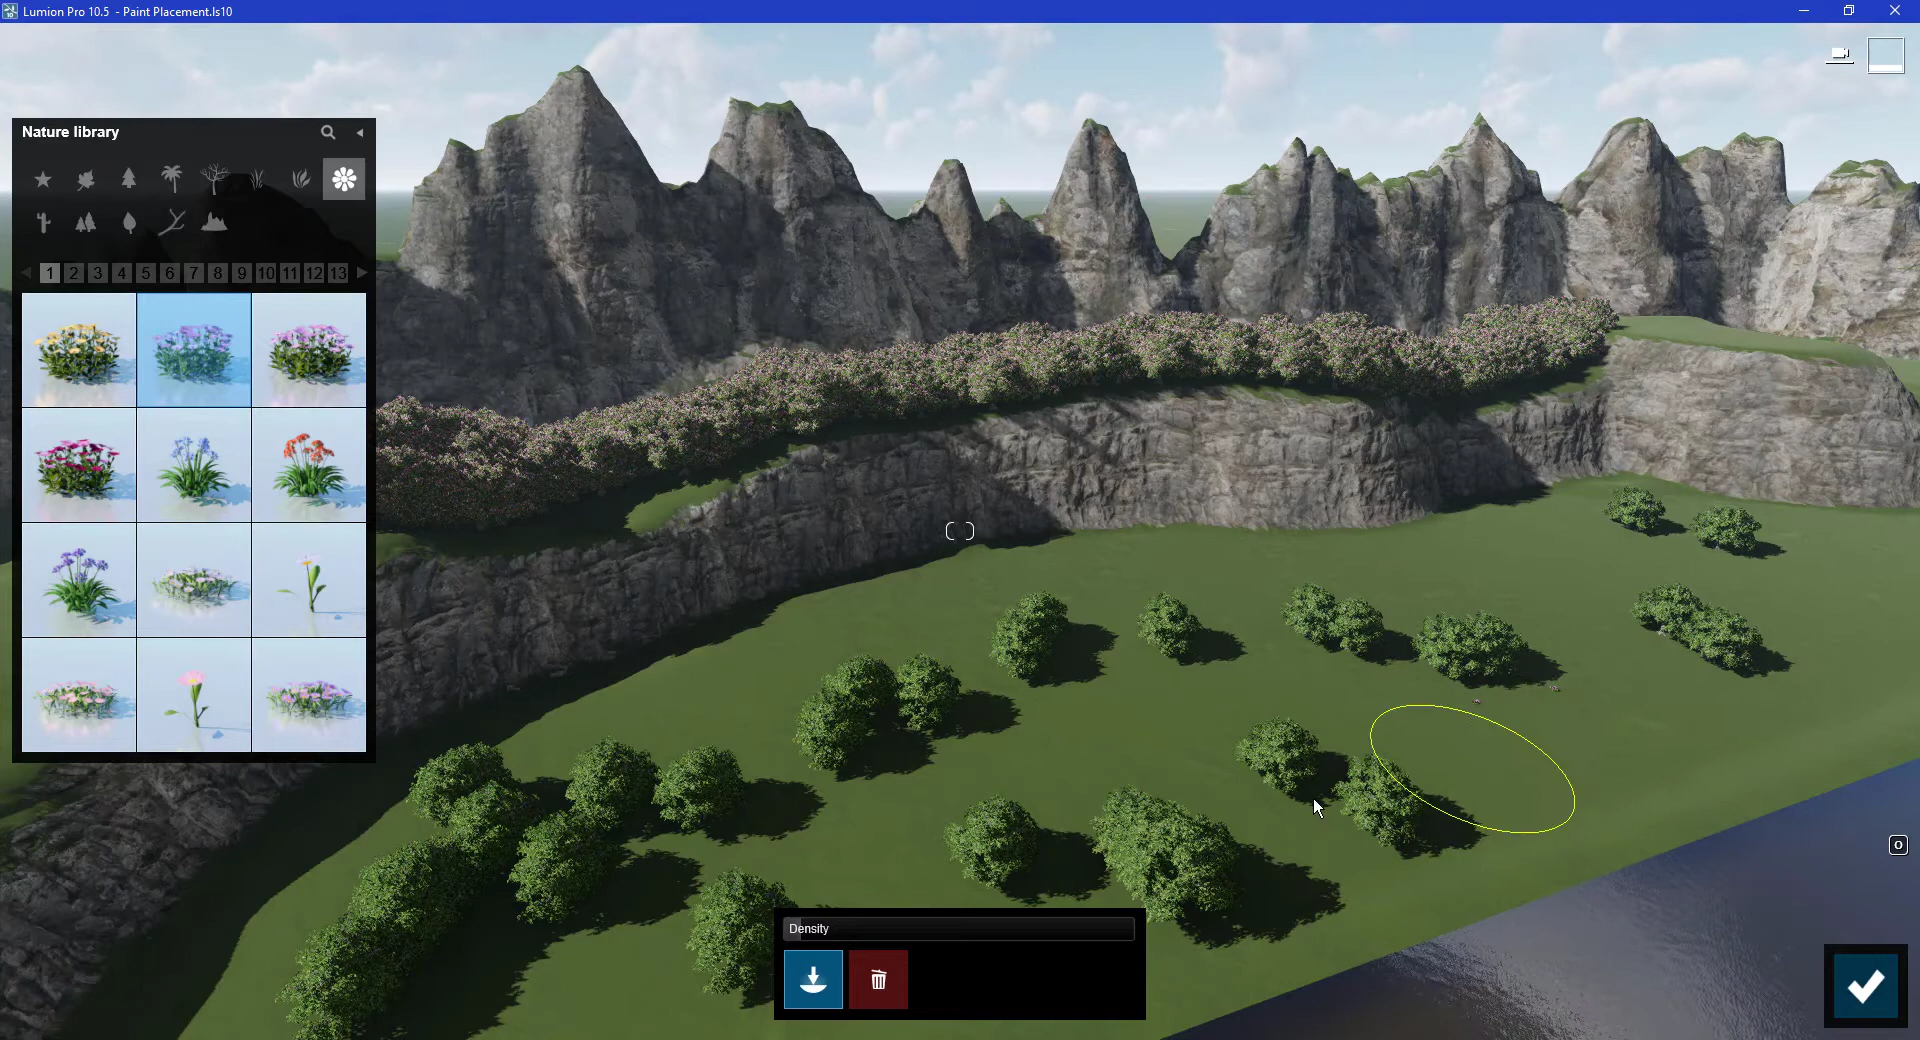 Lumion Pro 10.5 - Paint Placement.ls10
Nature library
1 2 3 4 5 6 7 8 9 10 11 12 13
Density
O